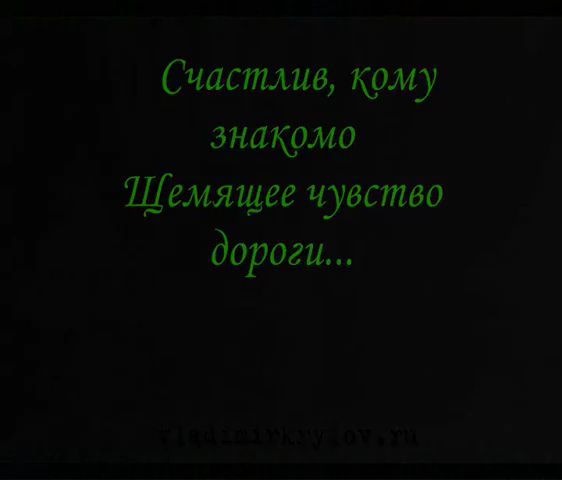 Счастлив, кому
знакомо
Щемящее чувство
дороги...
vladimirkrylov.ru